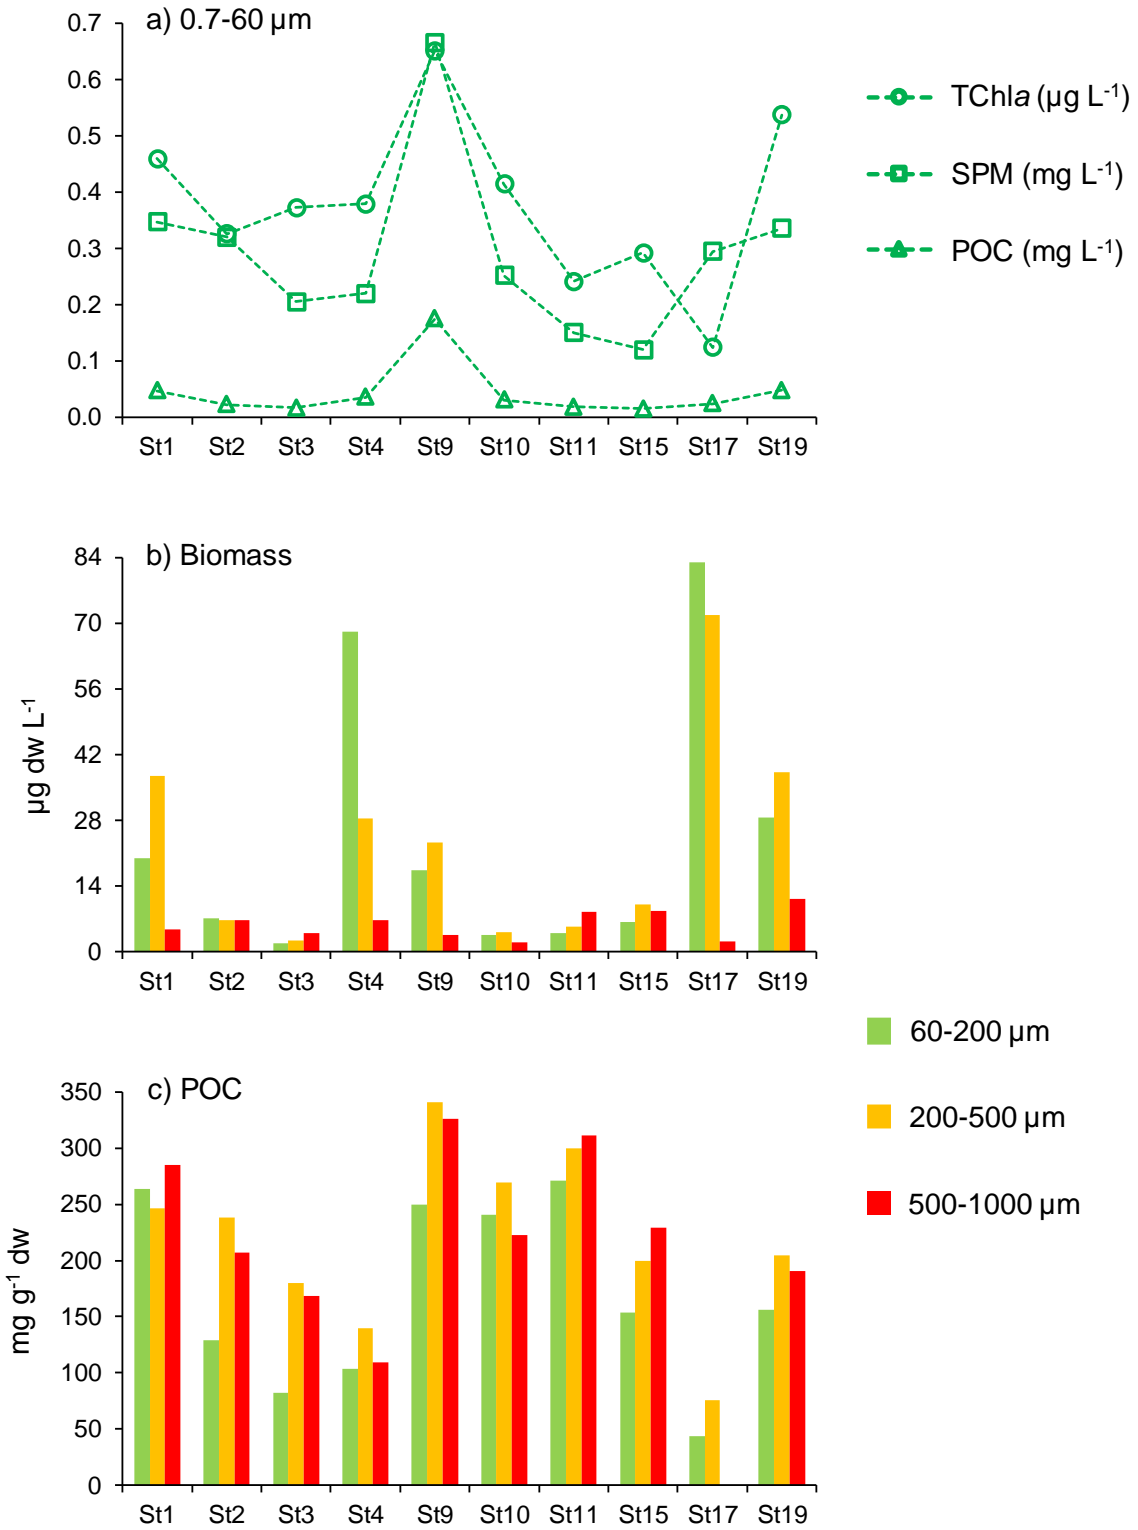 a) 0.7-60 µm
0.7
0.6
0.5
0.4
0.3
0.2
0.1
0.0
St1 St2 St3 St4 St9 St10 St11 St15 St17 St19
TChla (µg L-1)
SPM (mg L-1)
POC (mg L-1)
b) Biomass
µg dw L-1
84
70
56
42
28
14
0
St1 St2 St3 St4 St9 St10 St11 St15 St17 St19
60-200 µm
200-500 µm
500-1000 µm
c) POC
mg g-1 dw
350
300
250
200
150
100
50
0
St1 St2 St3 St4 St9 St10 St11 St15 St17 St19